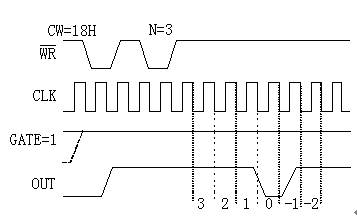 CW=18H N=3
WR
CLK
GATE=1
OUT 3 2 1 0 -1 -2